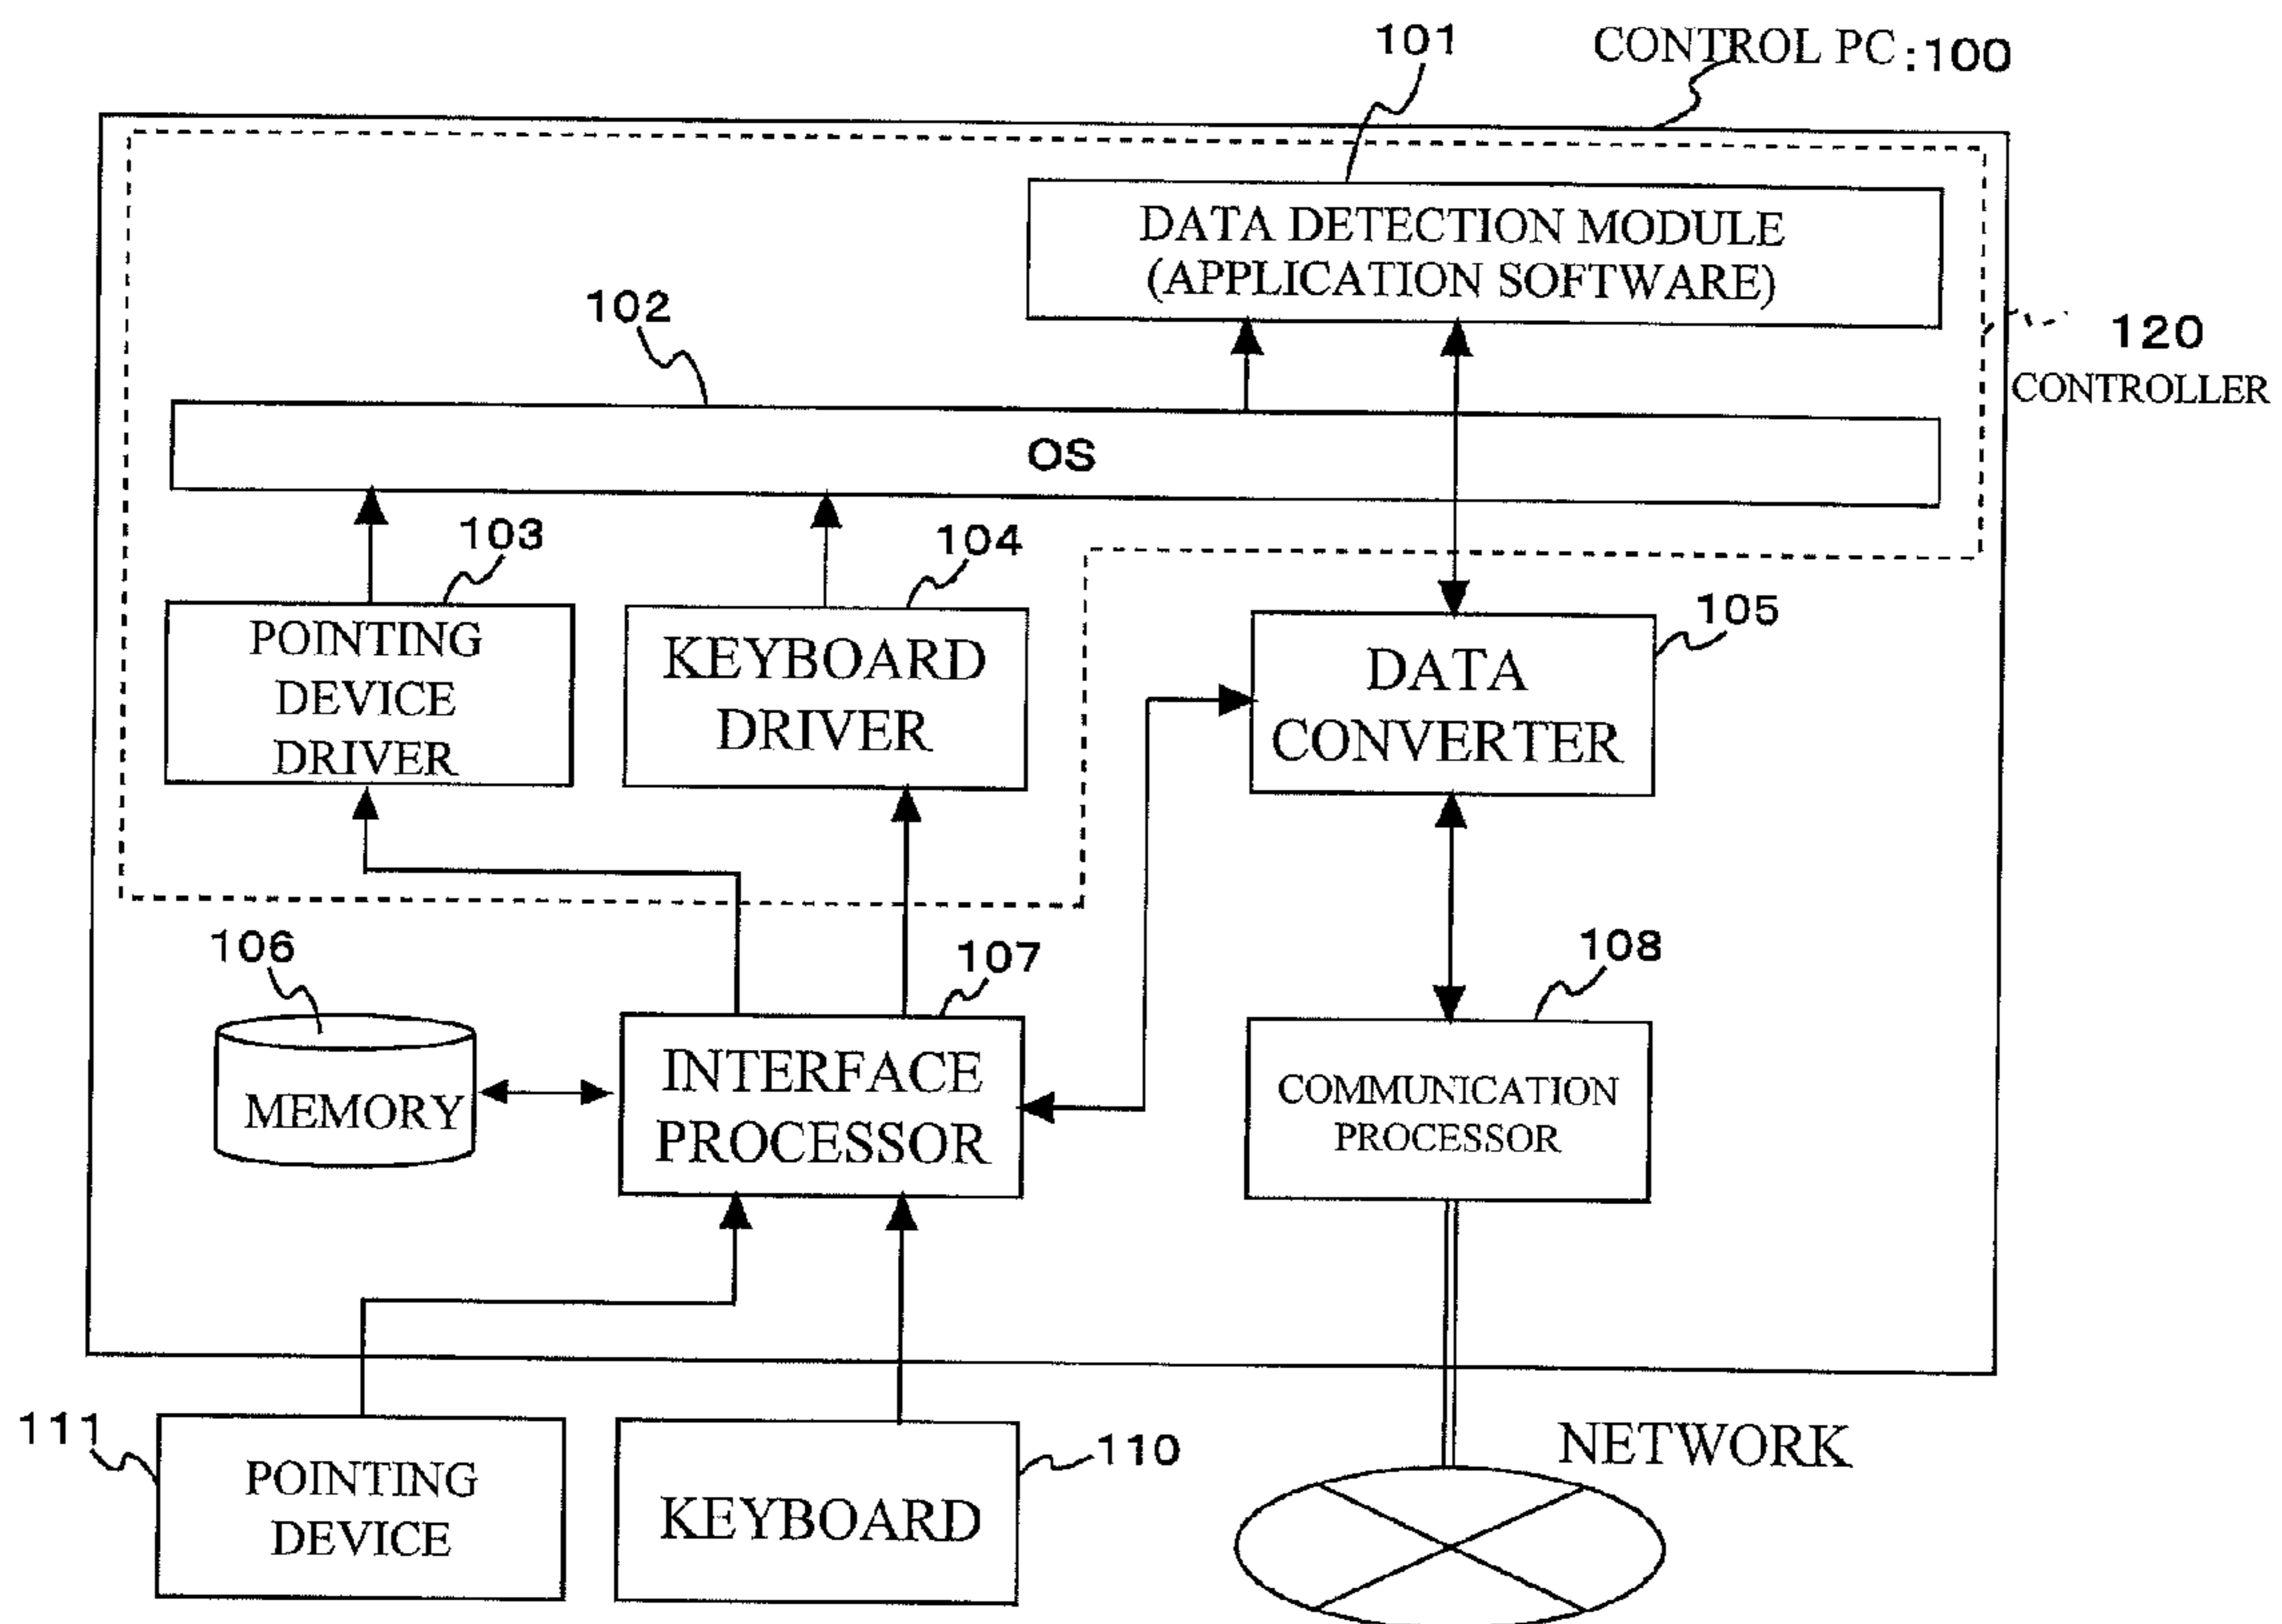 101
CONTROL PC:100
DATA DETECTION MODULE
(APPLICATION SOFTWARE)
102
120
CONTROLLER
OS
103
104
105
POINTING
DEVICE
DRIVER
KEYBOARD
DRIVER
DATA
CONVERTER
106
107
108
MEMORY
INTERFACE
PROCESSOR
COMMUNICATION
PROCESSOR
111
POINTING
DEVICE
KEYBOARD
110
NETWORK